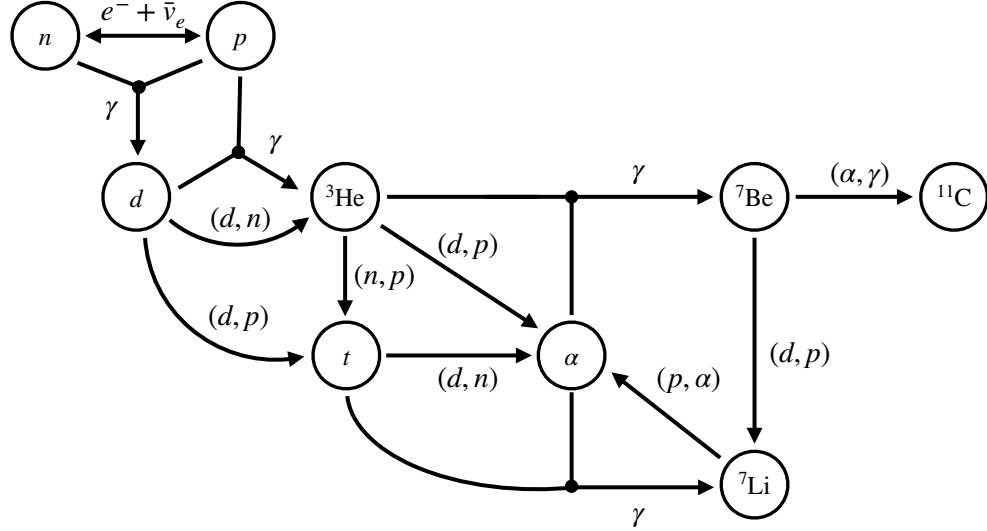 e⁻ + v̄ₑ
n
p
γ
γ
d
³He
γ
⁷Be
(α, γ)
¹¹C
(d, n)
(d, p)
(n, p)
(d, p)
t
(d, n)
α
(p, α)
(d, p)
⁷Li
γ